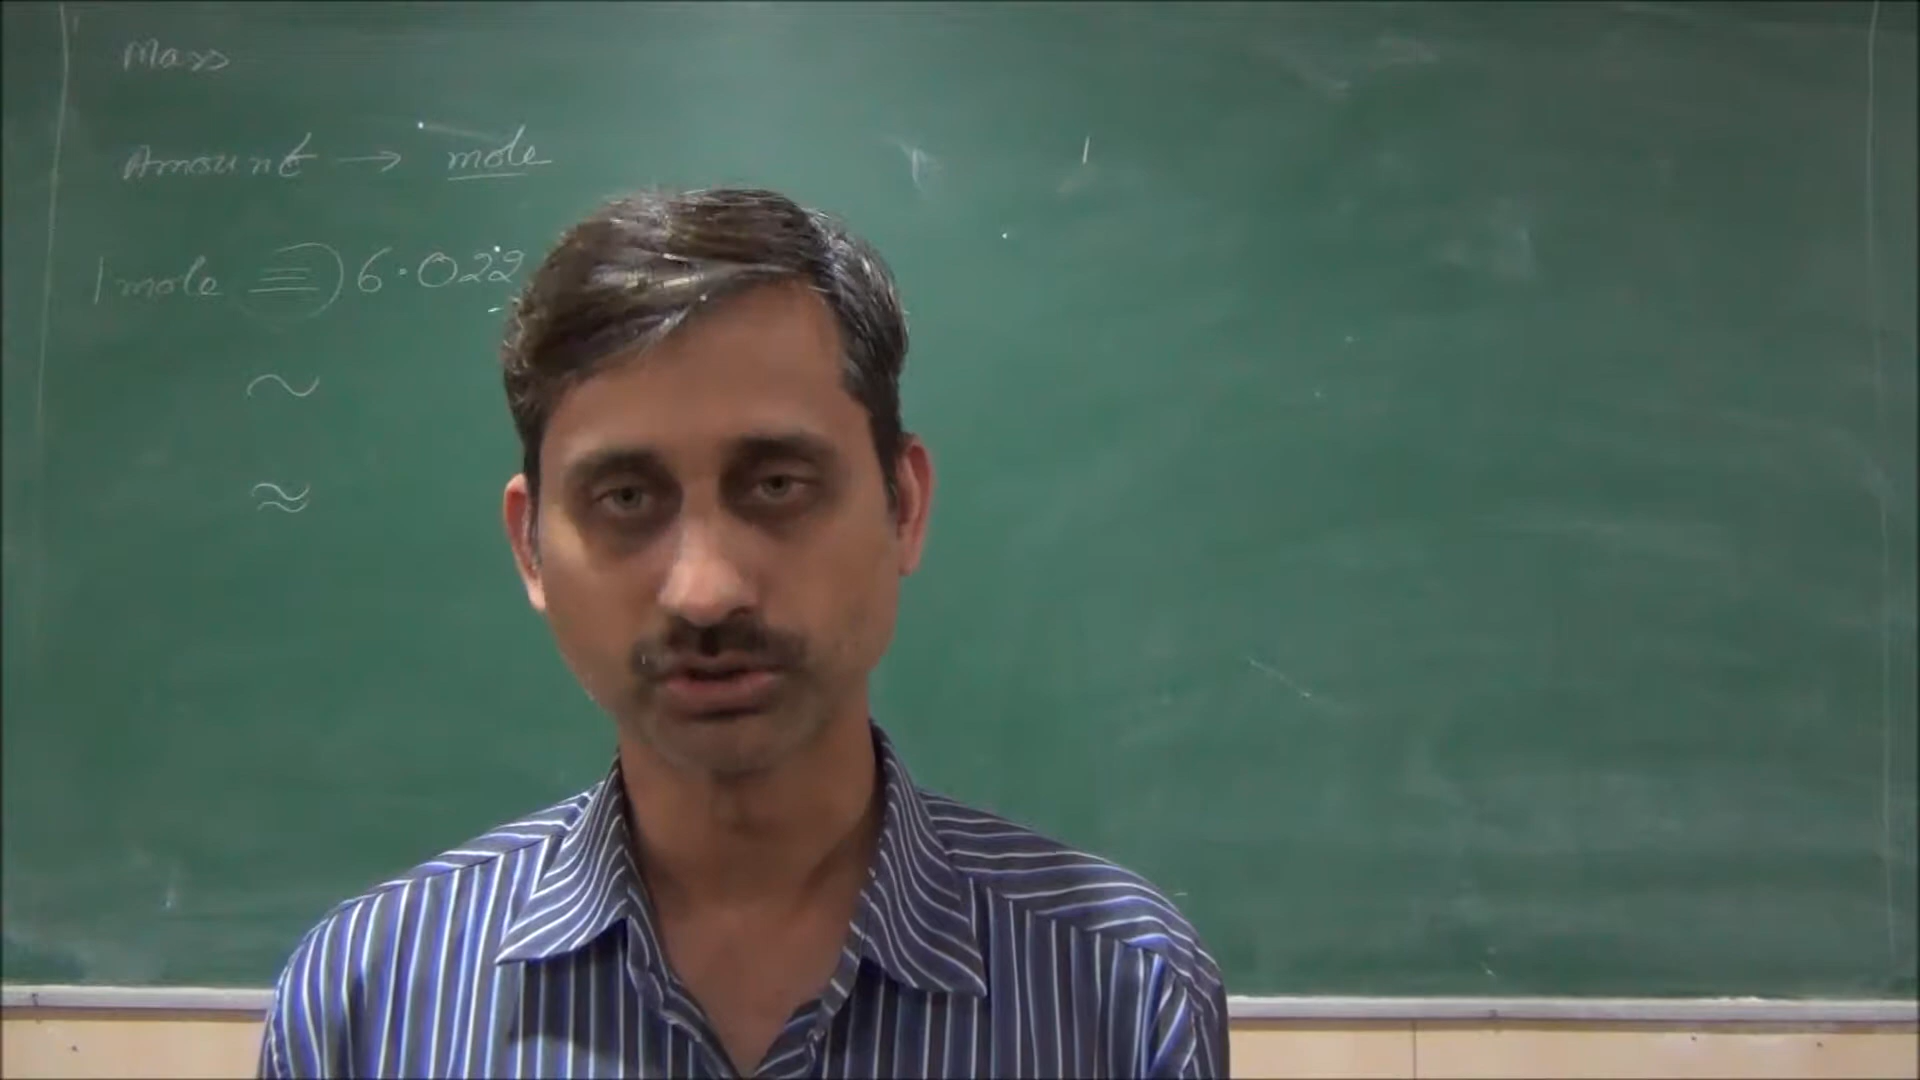 Mass
Amount → mole
1 mole ≡ 6.022
~
≈